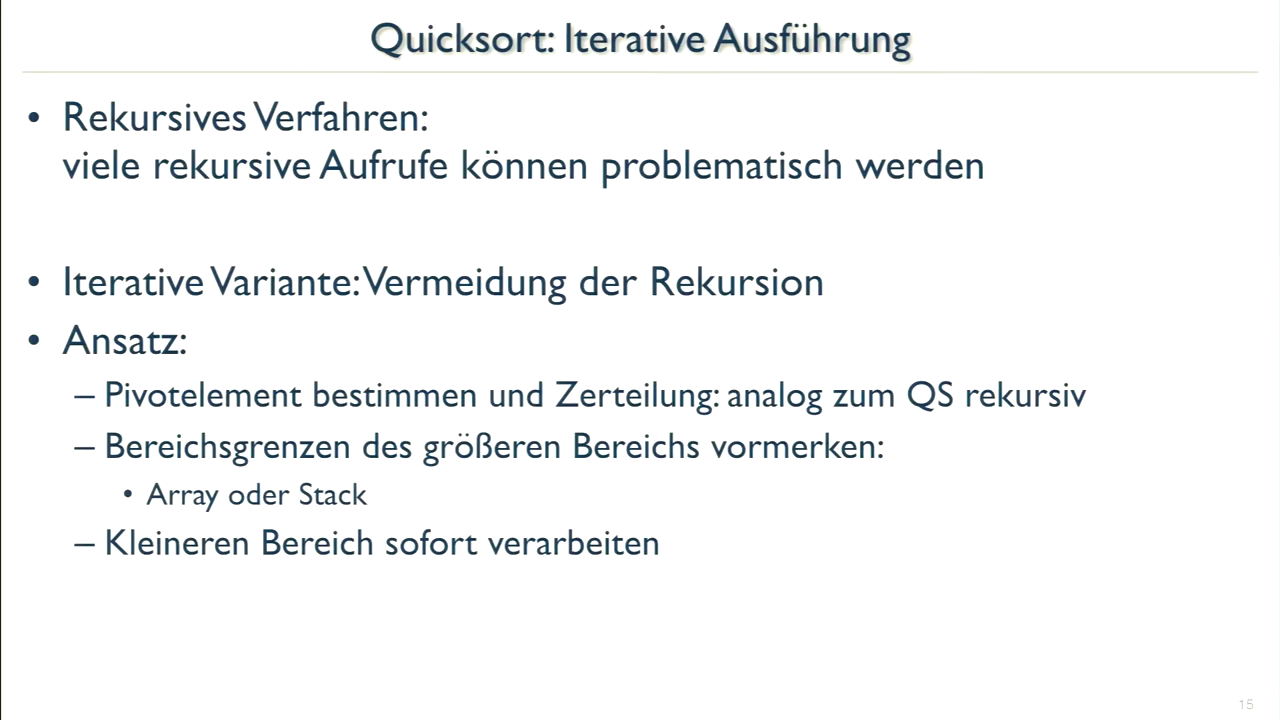 Quicksort: Iterative Ausführung
• Rekursives Verfahren:
viele rekursive Aufrufe können problematisch werden
• Iterative Variante: Vermeidung der Rekursion
• Ansatz:
– Pivotelement bestimmen und Zerteilung: analog zum QS rekursiv
– Bereichsgrenzen des größeren Bereichs vormerken:
• Array oder Stack
– Kleineren Bereich sofort verarbeiten
15